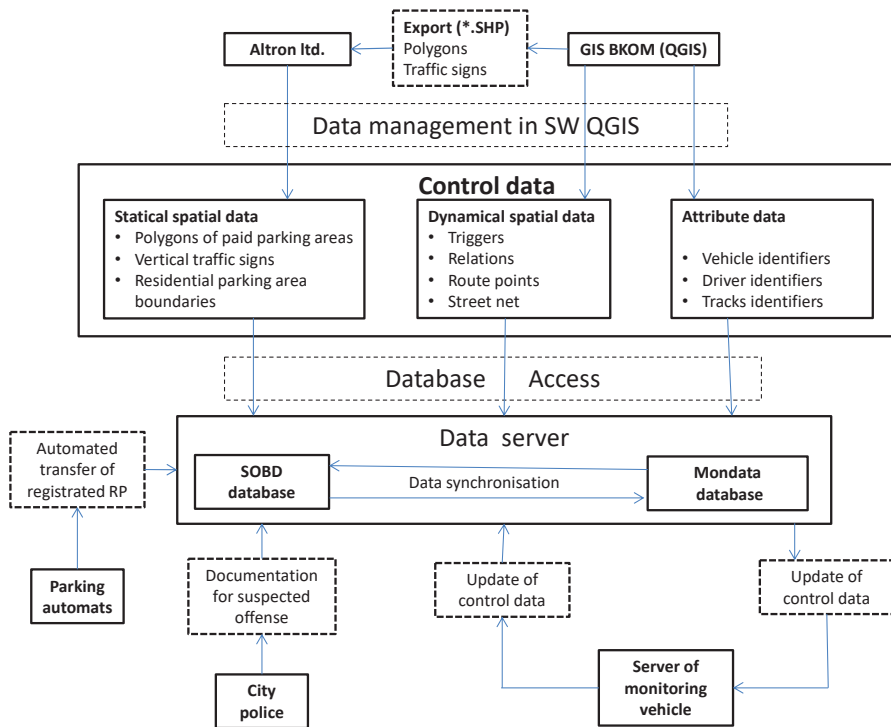 Altron ltd.
Export (*.SHP)
Polygons
Traffic signs
GIS BKOM (QGIS)
Data management in SW QGIS
Control data
Statical spatial data
• Polygons of paid parking areas
• Vertical traffic signs
• Residential parking area
boundaries
Dynamical spatial data
• Triggers
• Relations
• Route points
• Street net
Attribute data
• Vehicle identifiers
• Driver identifiers
• Tracks identifiers
Database Access
Data server
Automated
transfer of
registrated RP
SOBD
database
Data synchronisation
Mondata
database
Parking
automats
Documentation
for suspected
offense
Update of
control data
Update of
control data
City
police
Server of
monitoring
vehicle